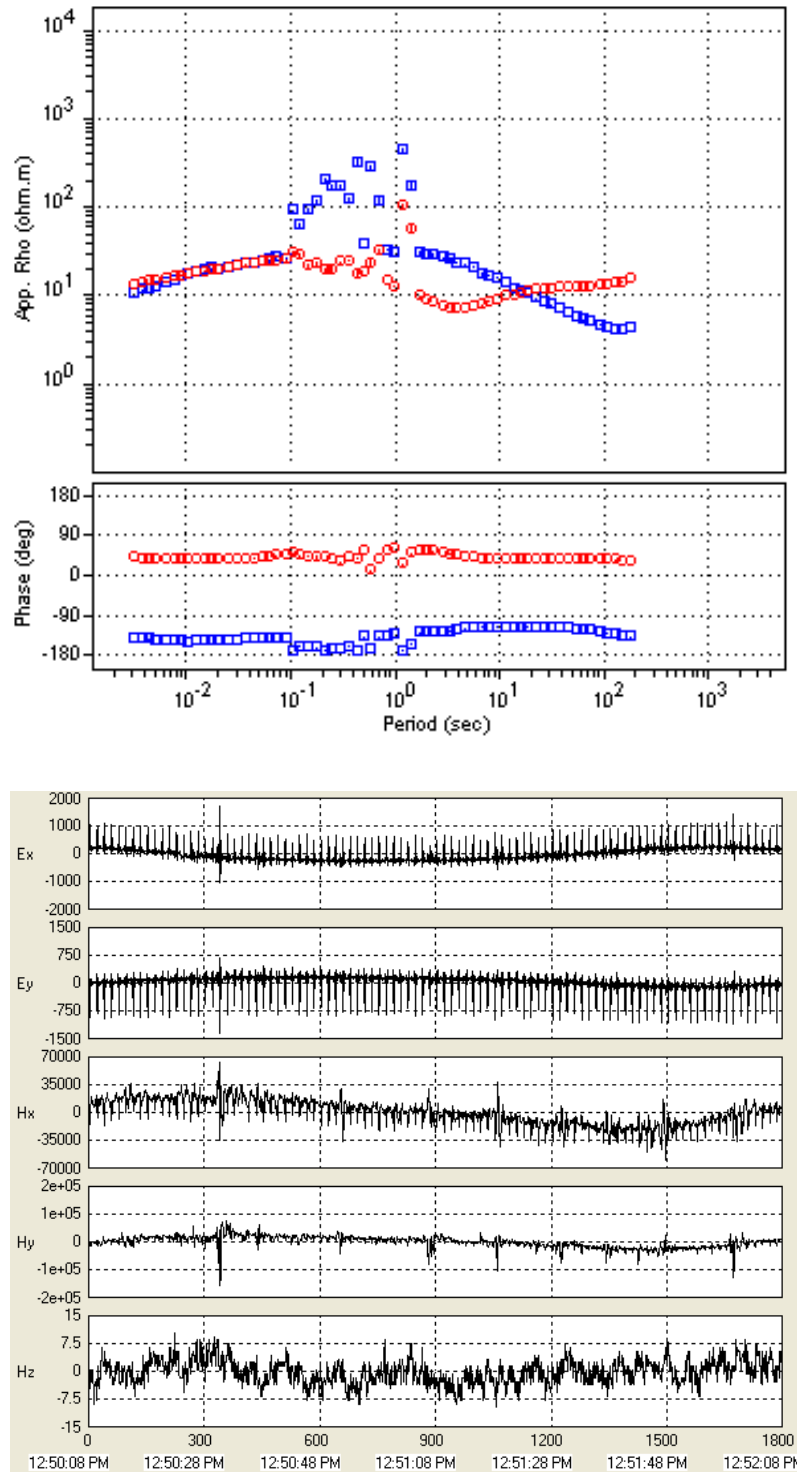 10⁴
10³
10²
10¹
10⁰
App. Rho (ohm.m)
180
90
0
-90
-180
Phase (deg)
10⁻² 10⁻¹ 10⁰ 10¹ 10² 10³
Period (sec)
2000
1000
0
-1000
-2000
Ex
1500
750
0
-750
-1500
Ey
70000
35000
0
-35000
-70000
Hx
2e+05
1e+05
0
-1e+05
-2e+05
Hy
15
7.5
0
-7.5
-15
Hz
0 300 600 900 1200 1500 1800
12:50:08 PM 12:50:28 PM 12:50:48 PM 12:51:08 PM 12:51:28 PM 12:51:48 PM 12:52:08 PM